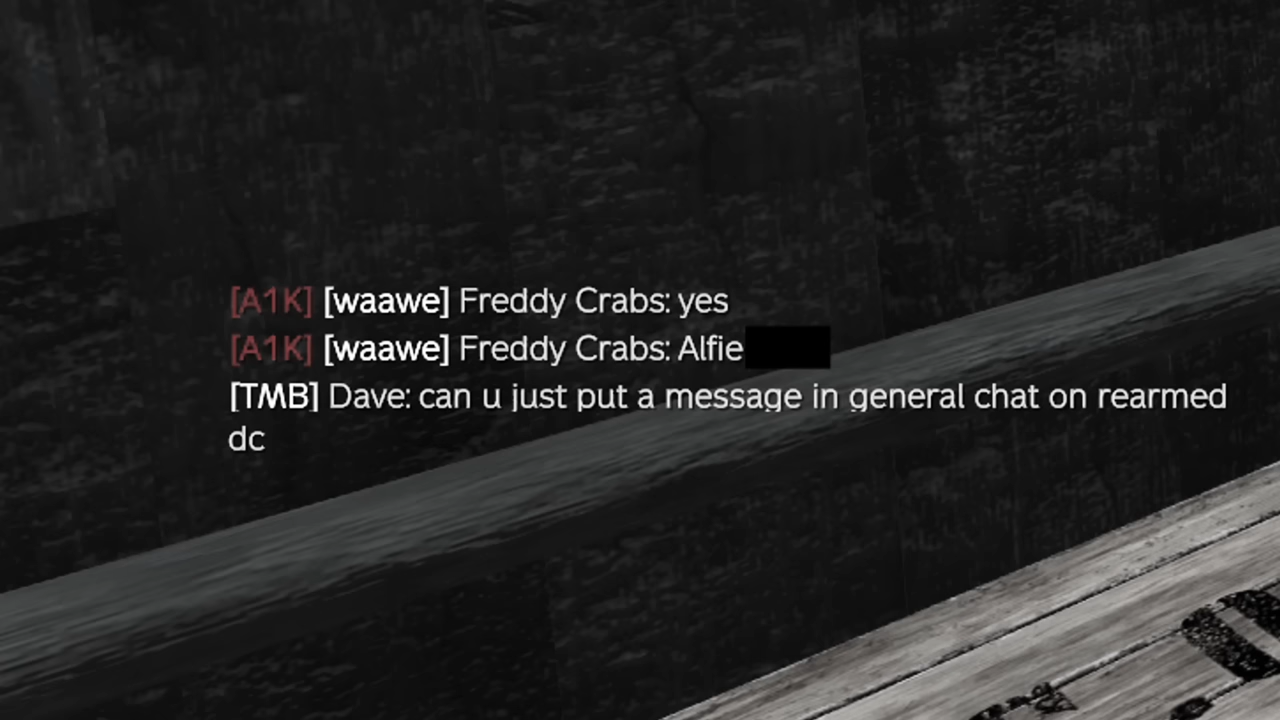 [A1K] [waawe] Freddy Crabs: yes
[A1K] [waawe] Freddy Crabs: Alfie
[TMB] Dave: can u just put a message in general chat on rearmed
dc